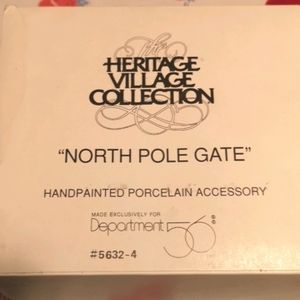 The
HERITAGE
VILLAGE
COLLECTION
"NORTH POLE GATE"
HANDPAINTED PORCELAIN ACCESSORY
MADE EXCLUSIVELY FOR
Department 56®
#5632-4